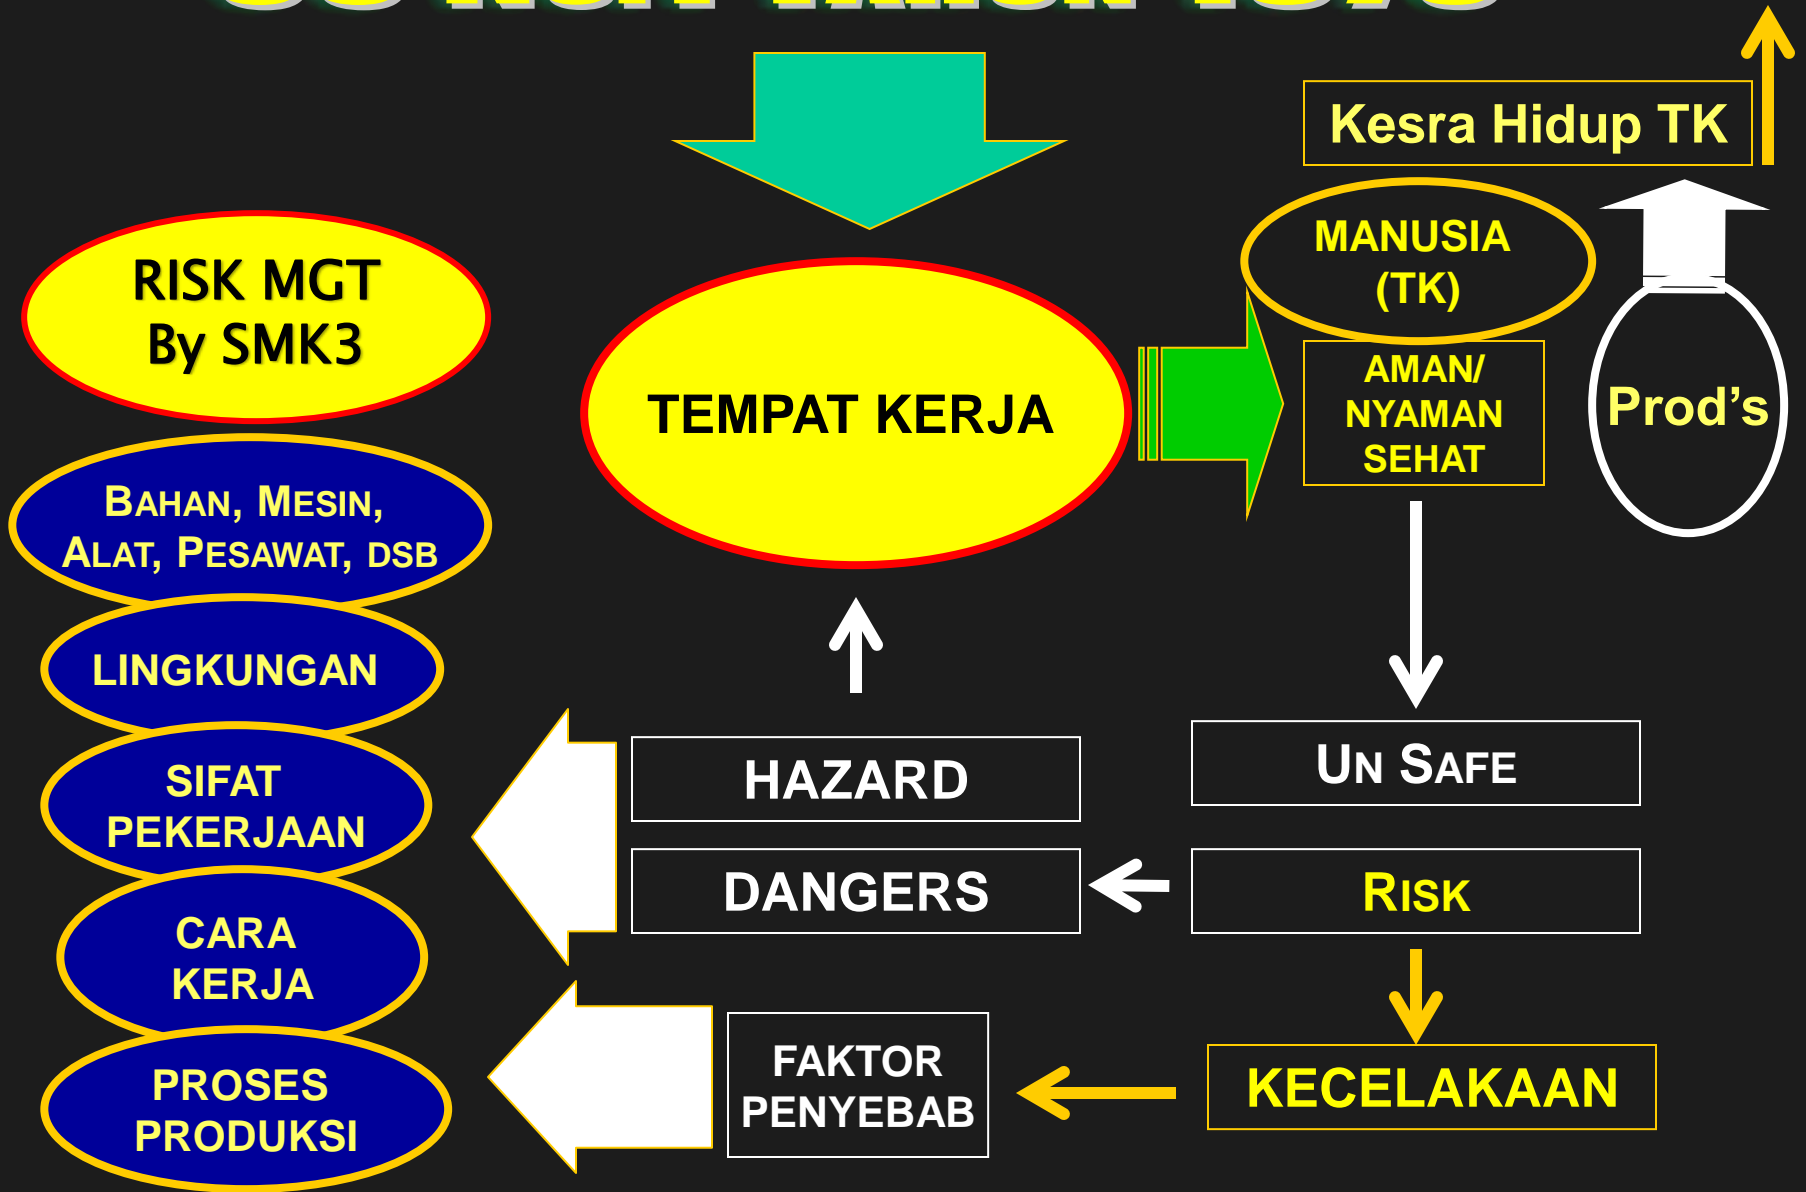 Kesra Hidup TK
MANUSIA
(TK)
RISK MGT
By SMK3
AMAN/
NYAMAN
SEHAT
Prod's
TEMPAT KERJA
BAHAN, MESIN,
ALAT, PESAWAT, DSB
LINGKUNGAN
SIFAT
PEKERJAAN
HAZARD
UN SAFE
DANGERS
RISK
CARA
KERJA
FAKTOR
PENYEBAB
KECELAKAAN
PROSES
PRODUKSI